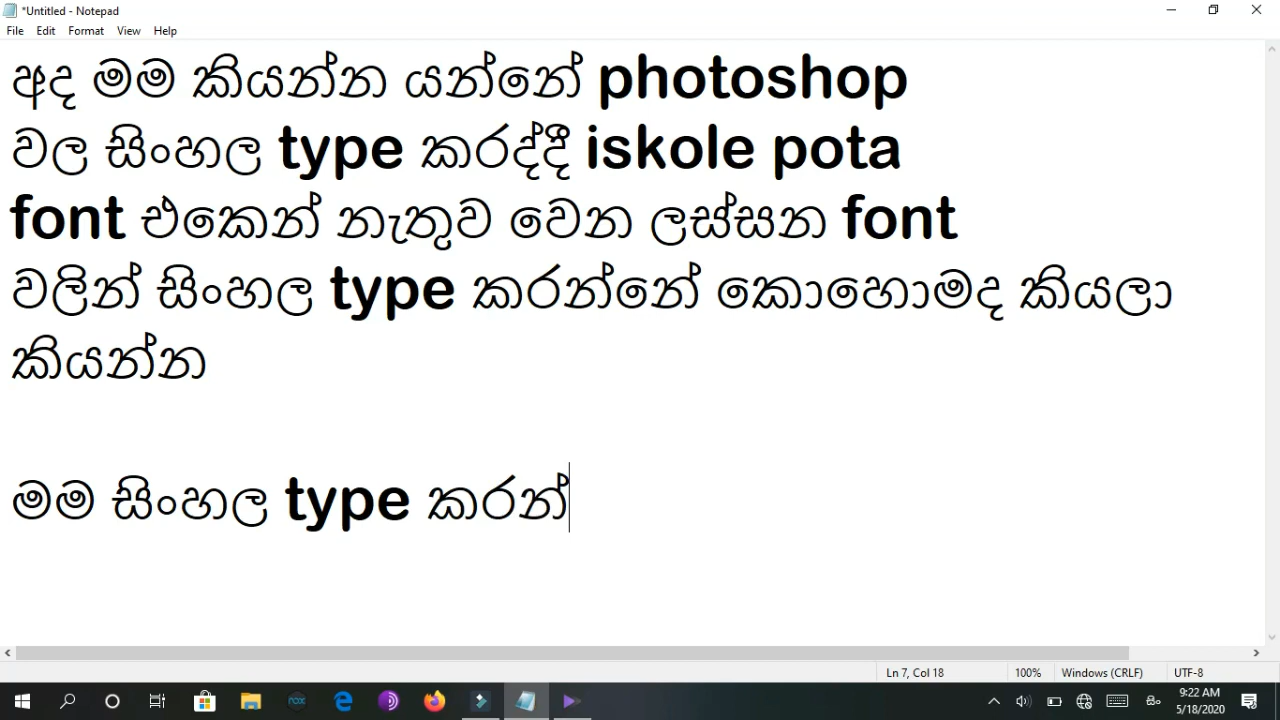 *Untitled - Notepad
File Edit Format View Help
අද මම කියන්න යන්නේ photoshop
වල සිංහල type කරද්දී iskole pota
font එකෙන් නැතුව වෙන ලස්සන font
වලින් සිංහල type කරන්නේ කොහොමද කියලා
කියන්න
මම සිංහල type කරන්
Ln 7, Col 18 100% Windows (CRLF) UTF-8
nox සිං 9:22 AM
5/18/2020